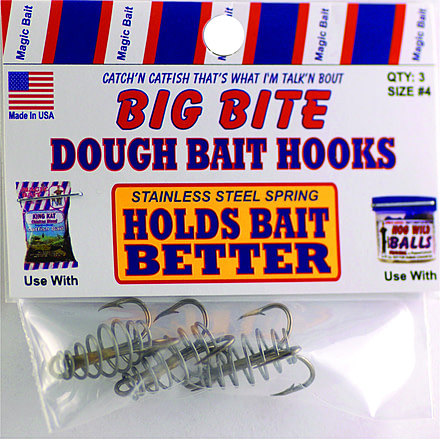 Magic Bait
Magic Bait
Magic Bait
Magic Bait
CATCH'N CATFISH THAT'S WHAT I'M TALK'N BOUT
QTY: 3
SIZE #4
Made In USA
BIG BITE
DOUGH BAIT HOOKS
STAINLESS STEEL SPRING
HOLDS BAIT
BETTER
KING KAT
Use With
HOG WILD
BALLS
Use With